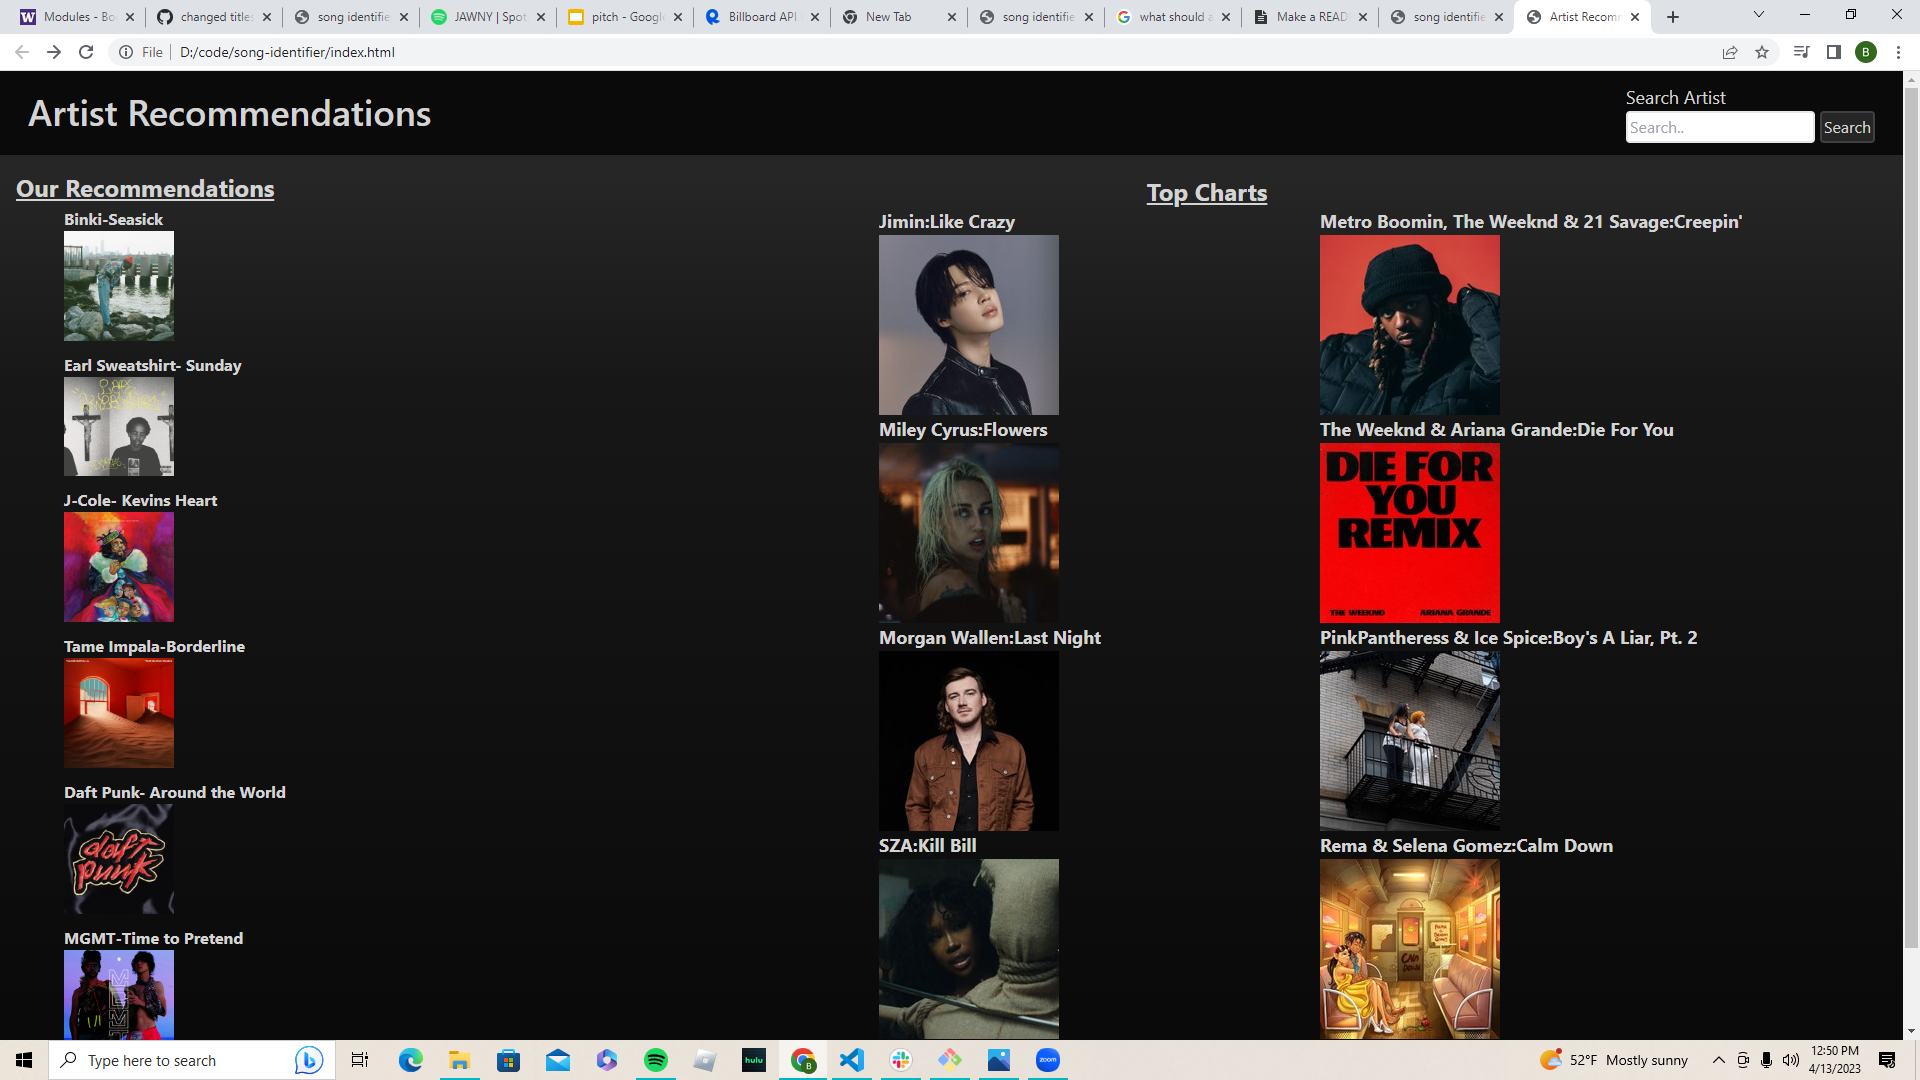 Modules - Bo
changed title
song identifie
JAWNY | Spot
pitch - Googl
Billboard API
New Tab
song identifie
what should a
Make a READ
song identifie
Artist Recom
File
D:/code/song-identifier/index.html
B
Artist Recommendations
Search Artist
Search..
Search
Our Recommendations
Binki-Seasick
Earl Sweatshirt- Sunday
J-Cole- Kevins Heart
Tame Impala-Borderline
Daft Punk- Around the World
daft
punk
MGMT-Time to Pretend
MGMT
Top Charts
Jimin:Like Crazy
Miley Cyrus:Flowers
Morgan Wallen:Last Night
SZA:Kill Bill
Metro Boomin, The Weeknd & 21 Savage:Creepin'
The Weeknd & Ariana Grande:Die For You
DIE FOR
YOU
REMIX
THE WEEKND ARIANA GRANDE
PinkPantheress & Ice Spice:Boy's A Liar, Pt. 2
Rema & Selena Gomez:Calm Down
CALM
DOWN
Type here to search
hulu
B
zoom
52°F Mostly sunny
12:50 PM
4/13/2023